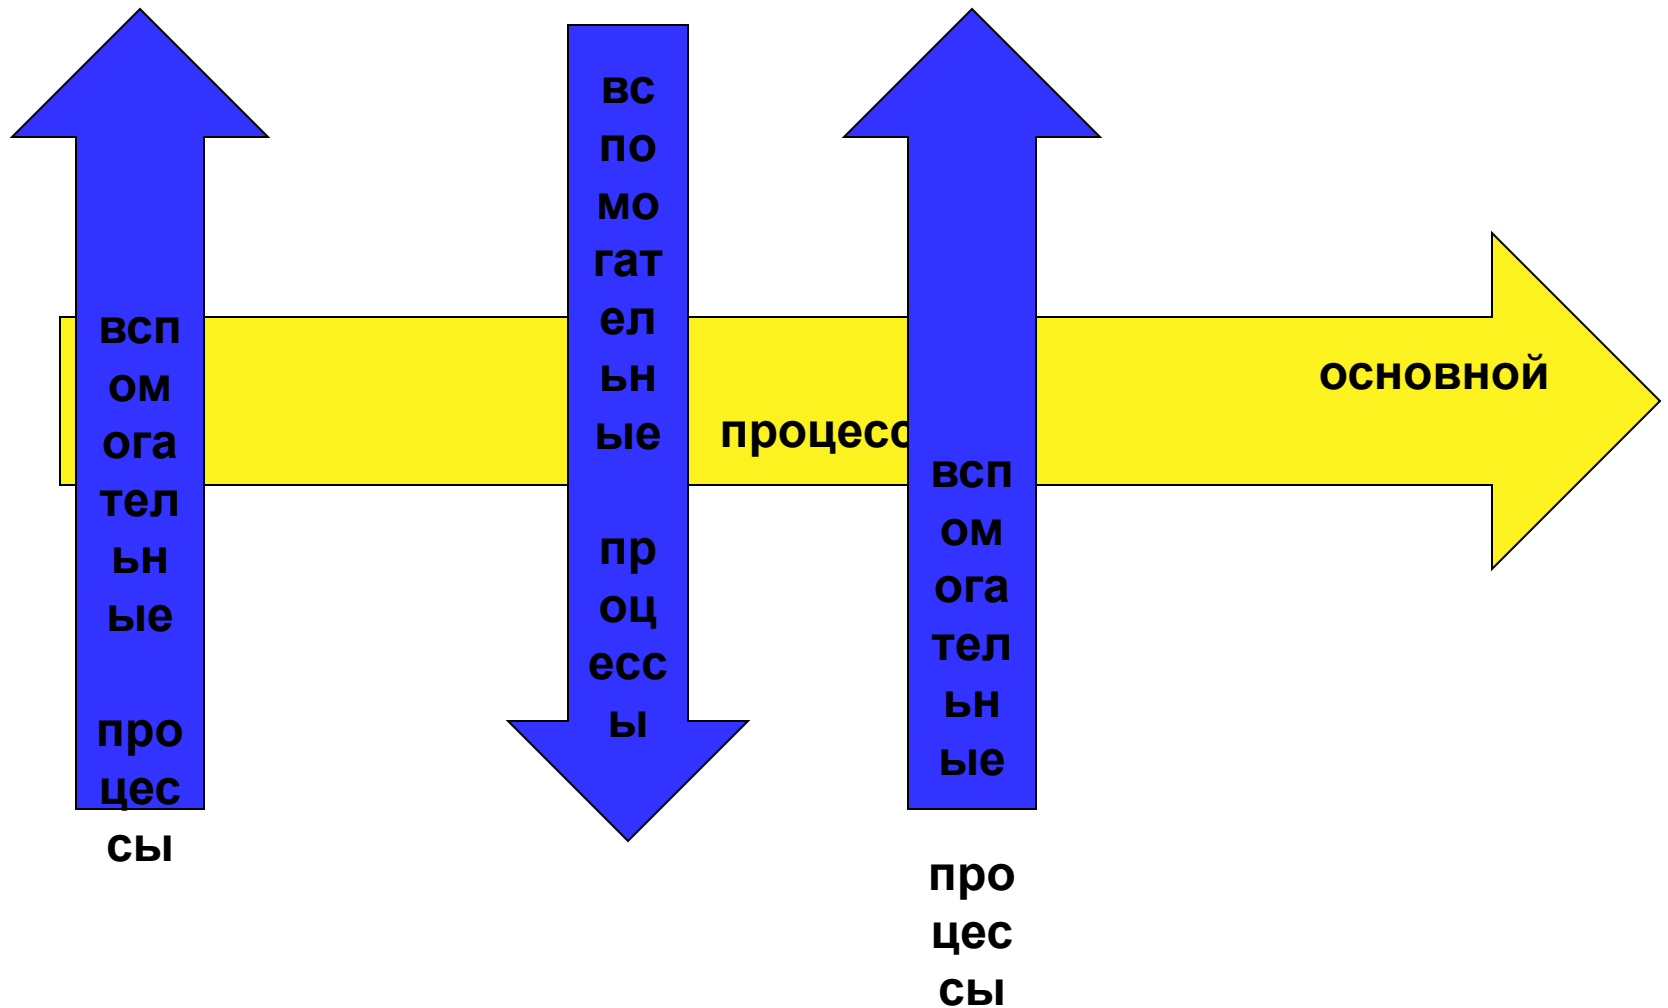 всп
ом
ога
тел
ьн
ые
про
цес
сы
вс
по
мо
гат
ел
ьн
ые
пр
оц
есс
ы
основной
процесс
всп
ом
ога
тел
ьн
ые
про
цес
сы